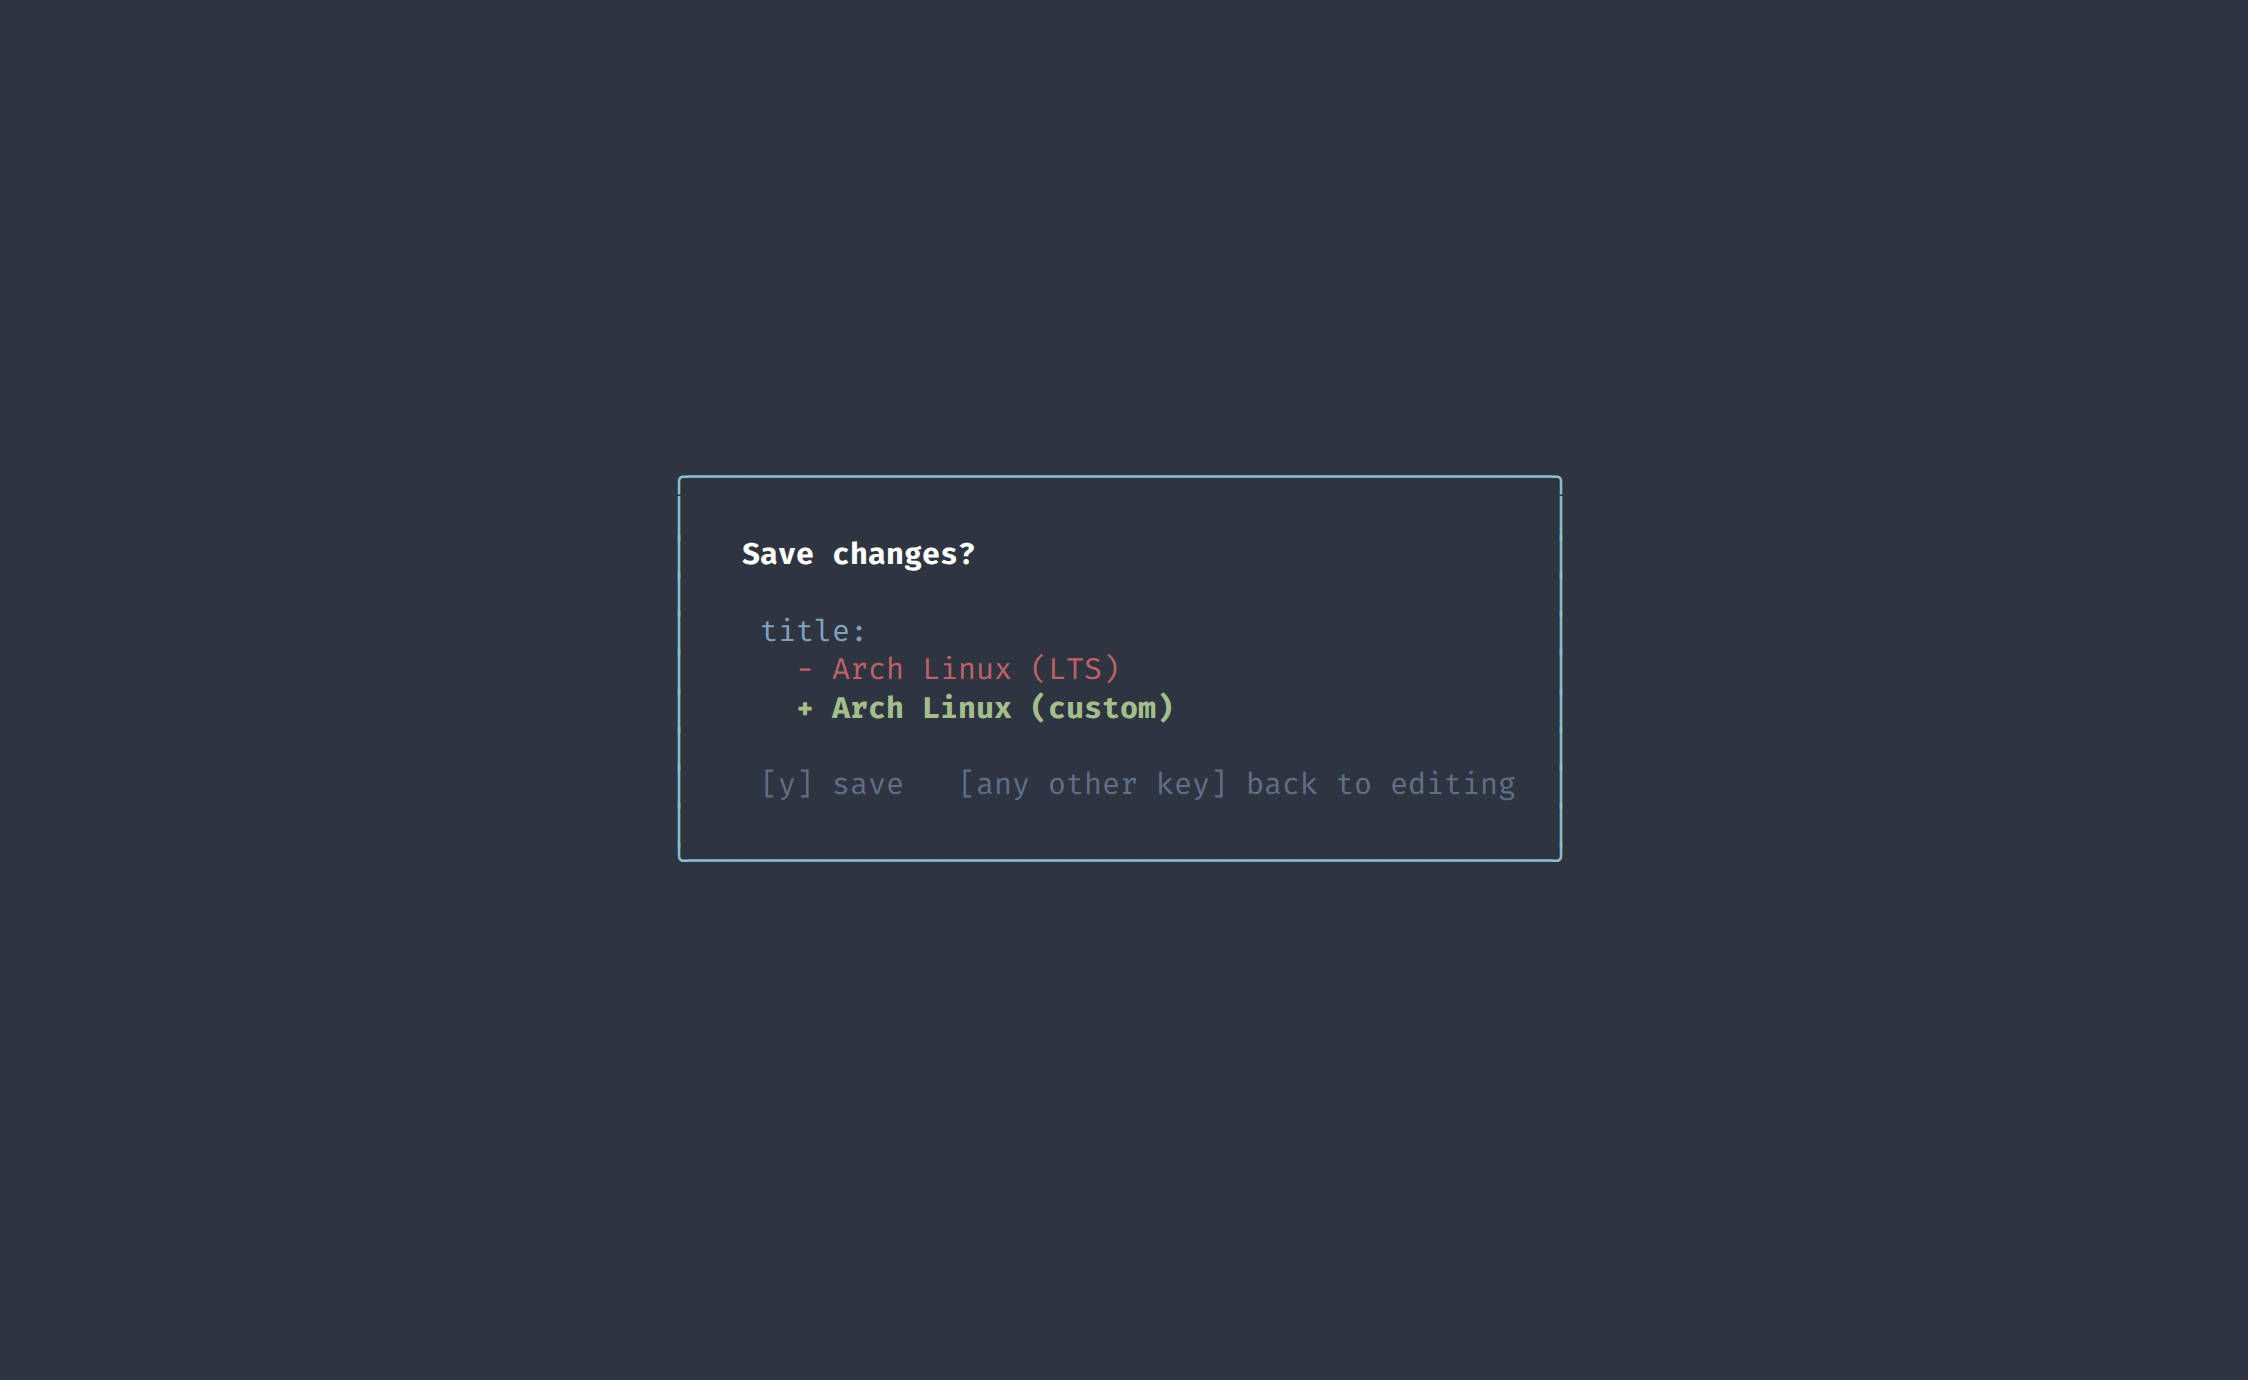 Save changes?
title:
- Arch Linux (LTS)
+ Arch Linux (custom)
[y] save   [any other key] back to editing